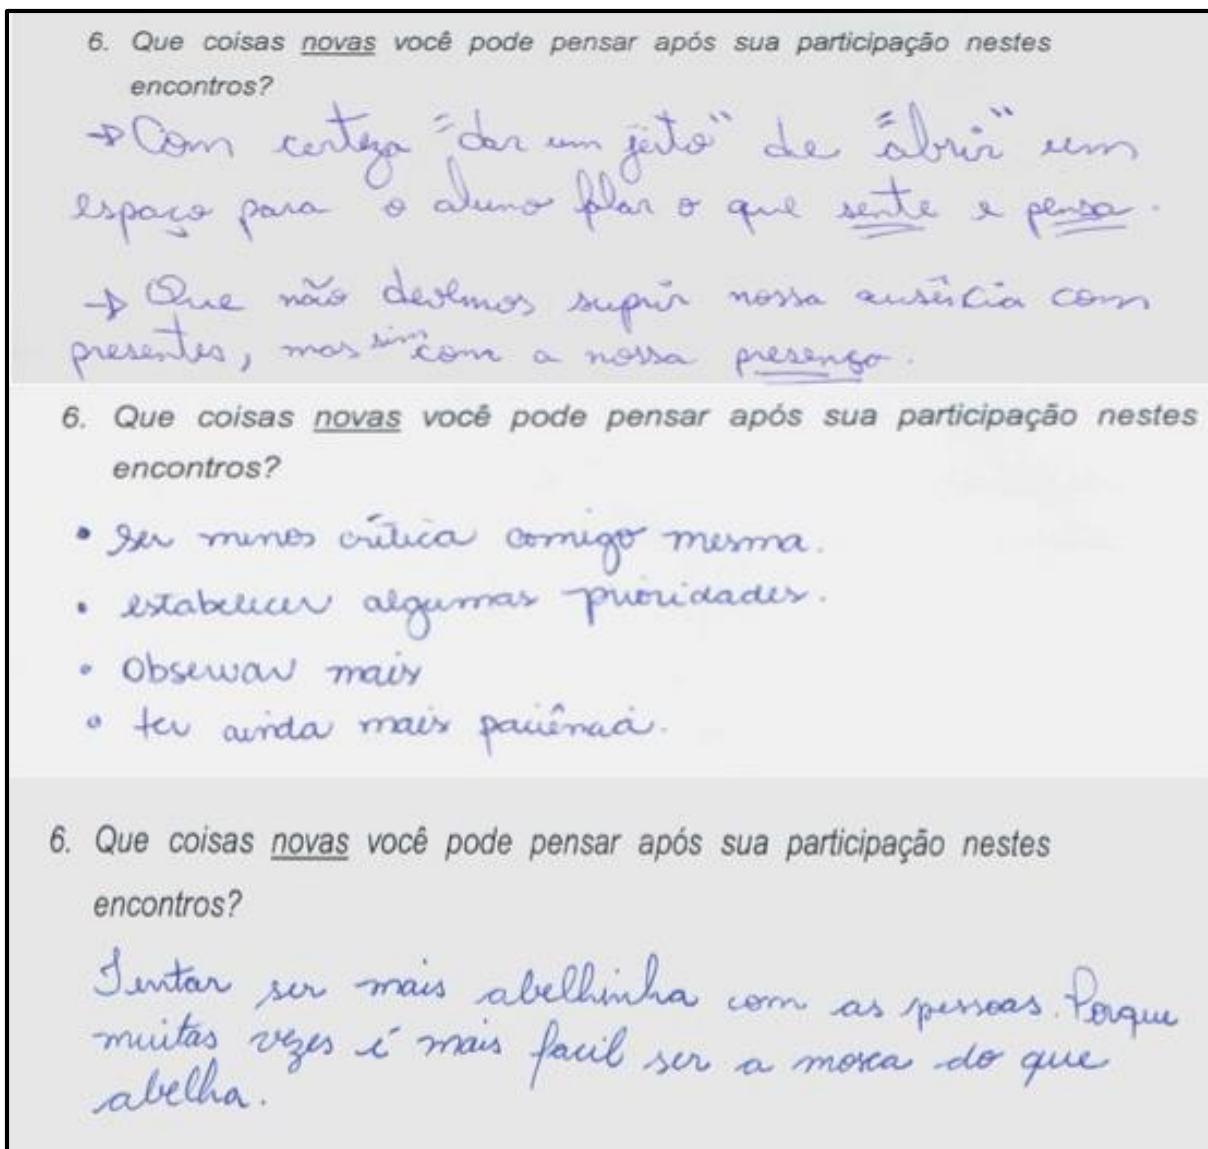 6. Que coisas novas você pode pensar após sua participação nestes
encontros?
→ Com certeza "dar um jeito" de "abrir" um
espaço para o aluno falar o que sente e pensa.
→ Que não devemos suprir nossa ausência com
presentes, mas sim com a nossa presença.
6. Que coisas novas você pode pensar após sua participação nestes
encontros?
• Ser menos crítica comigo mesma.
• estabelecer algumas prioridades.
• Observar mais
• ter ainda mais paciência.
6. Que coisas novas você pode pensar após sua participação nestes
encontros?
Tentar ser mais abelhinha com as pessoas. Porque
muitas vezes é mais facil ser a mosca do que
abelha.